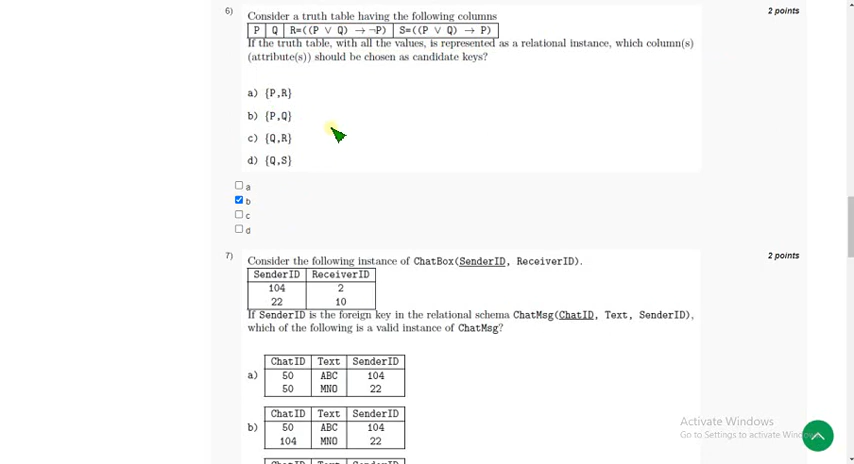 6) Consider a truth table having the following columns 2 points
P Q R=((P ∨ Q) → ¬P) S=((P ∨ Q) → P)
If the truth table, with all the values, is represented as a relational instance, which column(s)
(attribute(s)) should be chosen as candidate keys?
a) {P,R}
b) {P,Q}
c) {Q,R}
d) {Q,S}
a
b
c
d
7) Consider the following instance of ChatBox(SenderID, ReceiverID). 2 points
SenderID ReceiverID
104 2
22 10
If SenderID is the foreign key in the relational schema ChatMsg(ChatID, Text, SenderID),
which of the following is a valid instance of ChatMsg?
ChatID Text SenderID
a) 50 ABC 104
50 MNO 22
ChatID Text SenderID
b) 50 ABC 104
104 MNO 22
Activate Windows
Go to Settings to activate